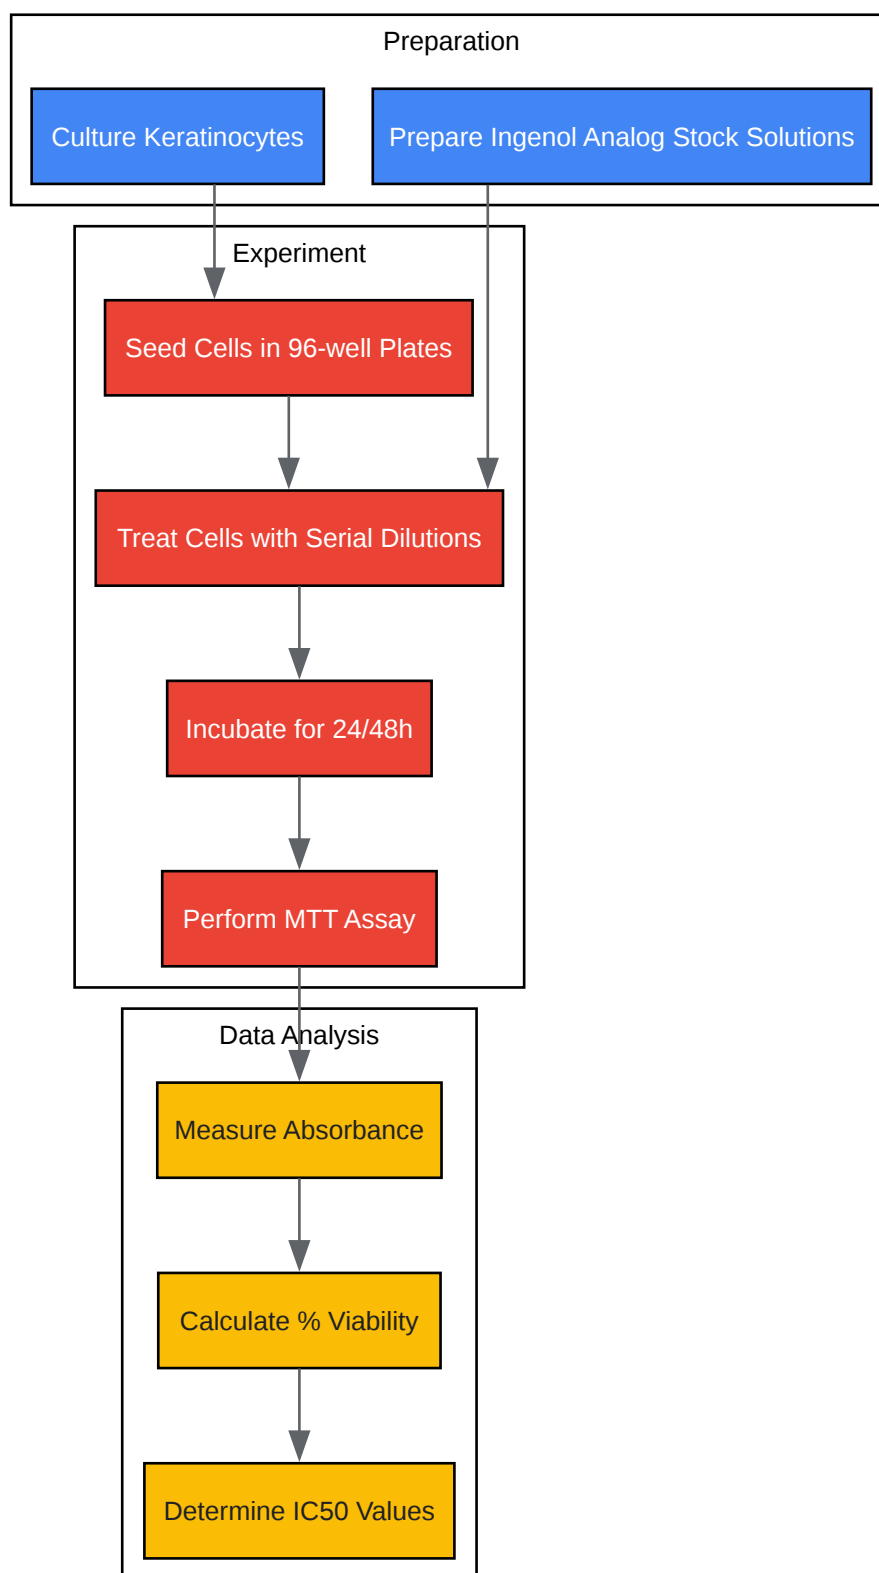 Preparation
Culture Keratinocytes
Prepare Ingenol Analog Stock Solutions
Experiment
Seed Cells in 96-well Plates
Treat Cells with Serial Dilutions
Incubate for 24/48h
Perform MTT Assay
Data Analysis
Measure Absorbance
Calculate % Viability
Determine IC50 Values